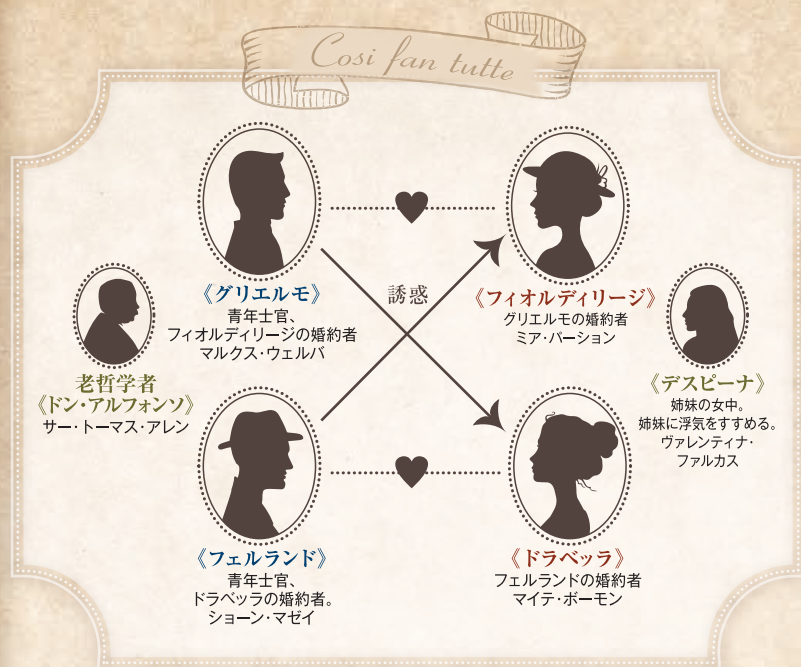 Cosi fan tutte
《グリエルモ》
青年士官、
フィオルディリージの婚約者
マルクス・ウェルバ
誘惑
《フィオルディリージ》
グリエルモの婚約者
ミア・パーション
老哲学者
《ドン・アルフォンソ》
サー・トーマス・アレン
《デスピーナ》
姉妹の女中。
姉妹に浮気をすすめる。
ヴァレンティナ・
ファルカス
《フェルランド》
青年士官、
ドラベッラの婚約者。
ショーン・マゼイ
《ドラベッラ》
フェルランドの婚約者
マイテ・ボーモン